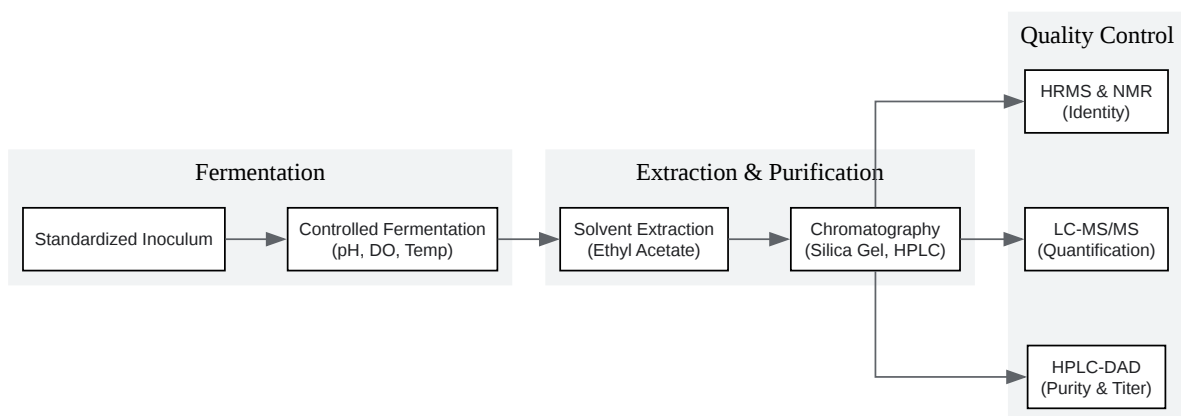 Fermentation
Standardized Inoculum
Controlled Fermentation
(pH, DO, Temp)
Extraction & Purification
Solvent Extraction
(Ethyl Acetate)
Chromatography
(Silica Gel, HPLC)
Quality Control
HRMS & NMR
(Identity)
LC-MS/MS
(Quantification)
HPLC-DAD
(Purity & Titer)